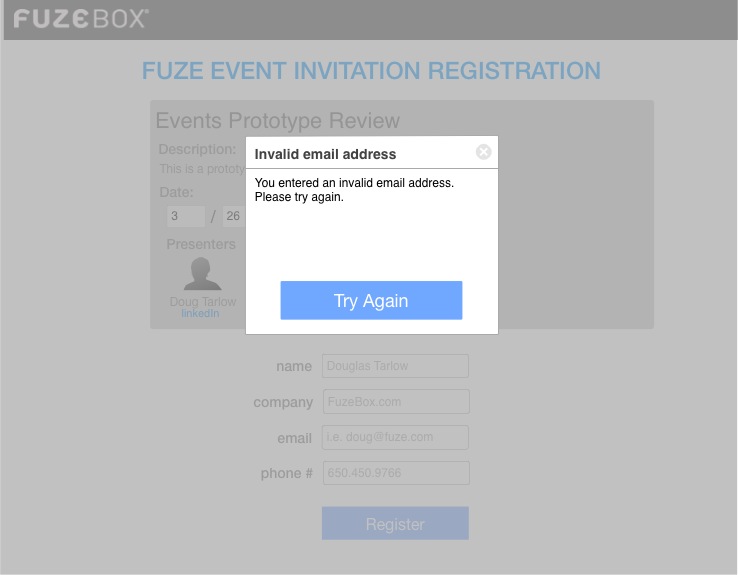 FUZEBOX®
FUZE EVENT INVITATION REGISTRATION
Events Prototype Review
Description:
This is a prototy
Date:
3 / 26
Presenters
Doug Tarlow
linkedIn
Invalid email address
You entered an invalid email address.
Please try again.
Try Again
name Douglas Tarlow
company FuzeBox.com
email i.e. doug@fuze.com
phone # 650.450.9766
Register